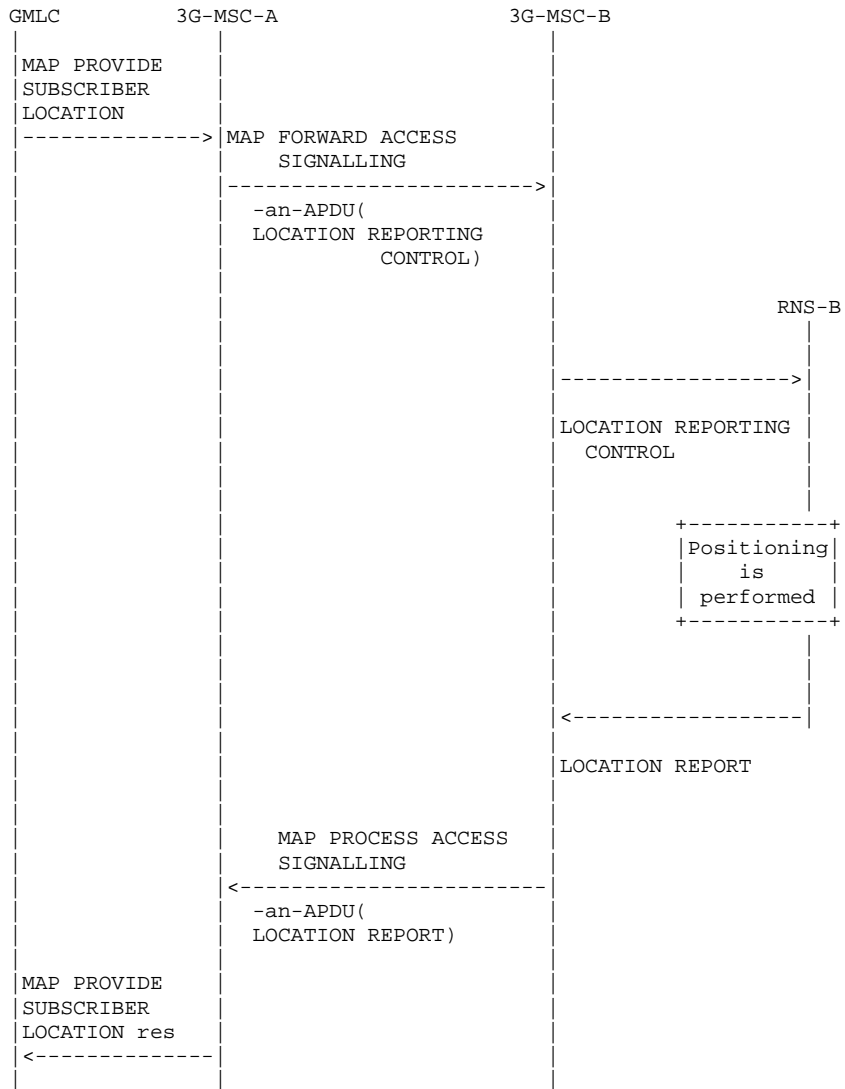 GMLC 3G-MSC-A 3G-MSC-B
MAP PROVIDE
SUBSCRIBER
LOCATION
MAP FORWARD ACCESS
SIGNALLING
-an-APDU(
LOCATION REPORTING
CONTROL)
RNS-B
LOCATION REPORTING
CONTROL
Positioning
is
performed
LOCATION REPORT
MAP PROCESS ACCESS
SIGNALLING
-an-APDU(
LOCATION REPORT)
MAP PROVIDE
SUBSCRIBER
LOCATION res